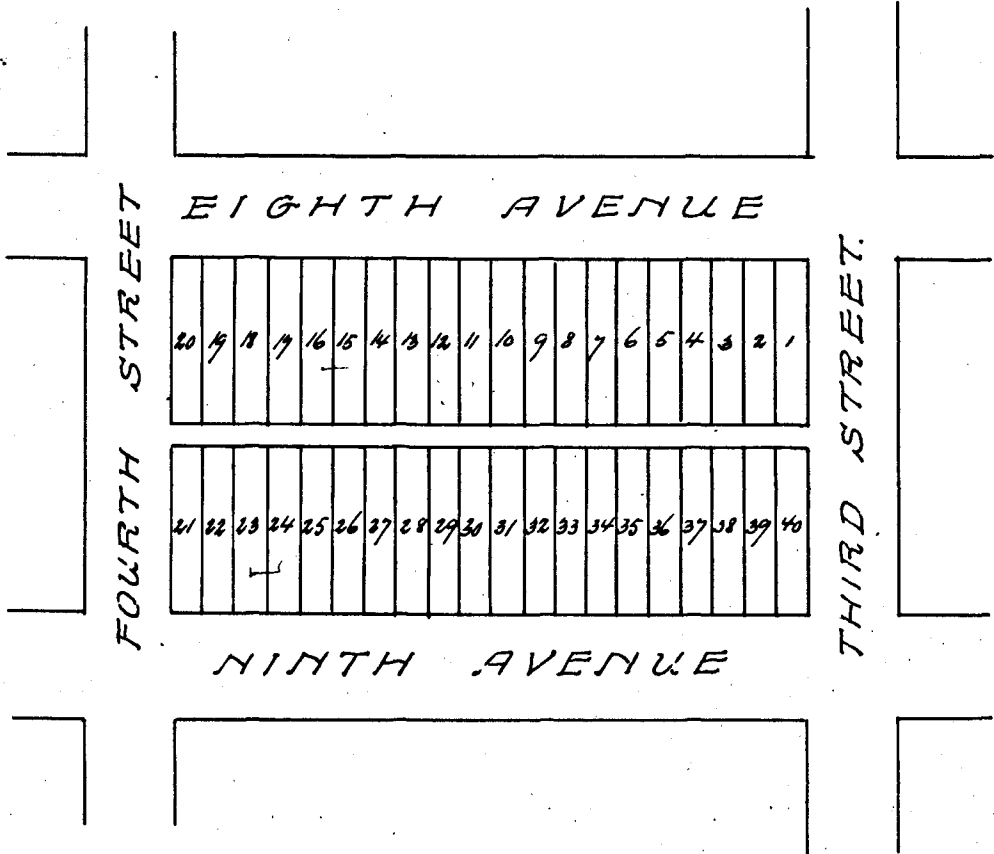 EIGHTH AVENUE
FOURTH STREET
THIRD STREET.
20 19 18 17 16 15 14 13 12 11 10 9 8 7 6 5 4 3 2 1
21 22 23 24 25 26 27 28 29 30 31 32 33 34 35 36 37 38 39 40
NINTH AVENUE